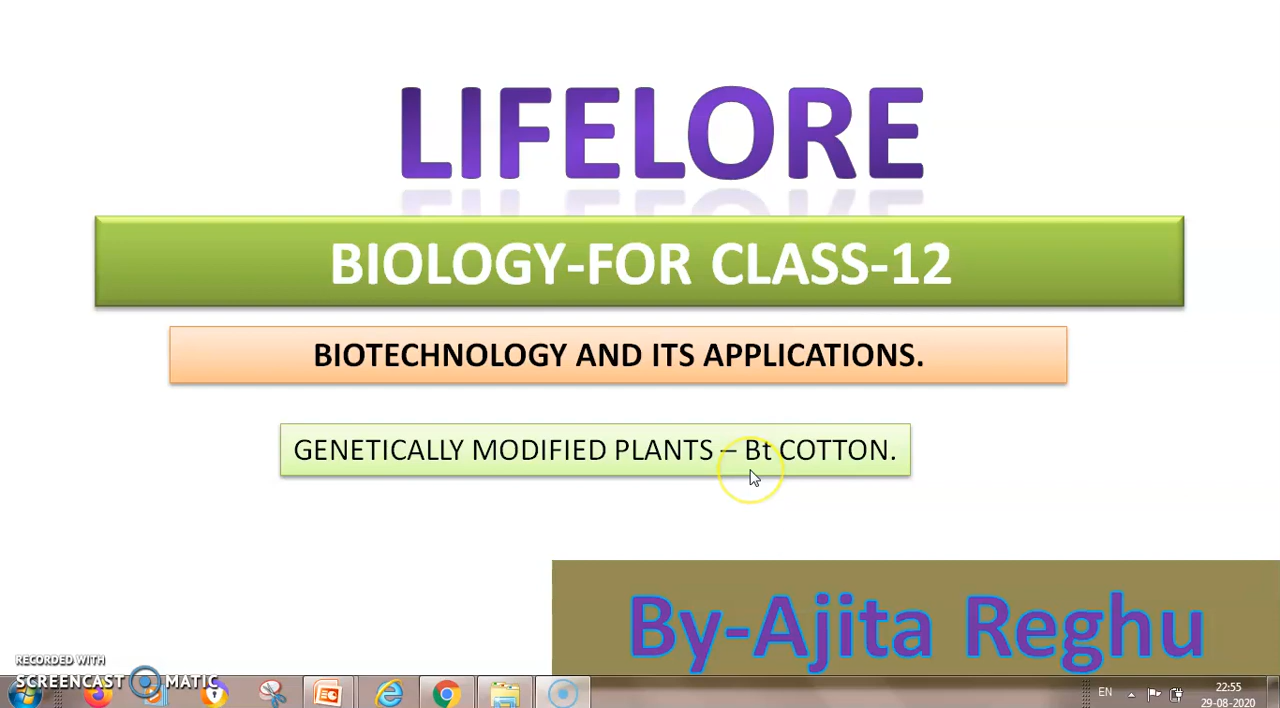 LIFELORE
BIOLOGY-FOR CLASS-12
BIOTECHNOLOGY AND ITS APPLICATIONS.
GENETICALLY MODIFIED PLANTS – Bt COTTON.
By-Ajita Reghu
RECORDED WITH
SCREENCAST MATIC
EN
22:55
29-08-2020